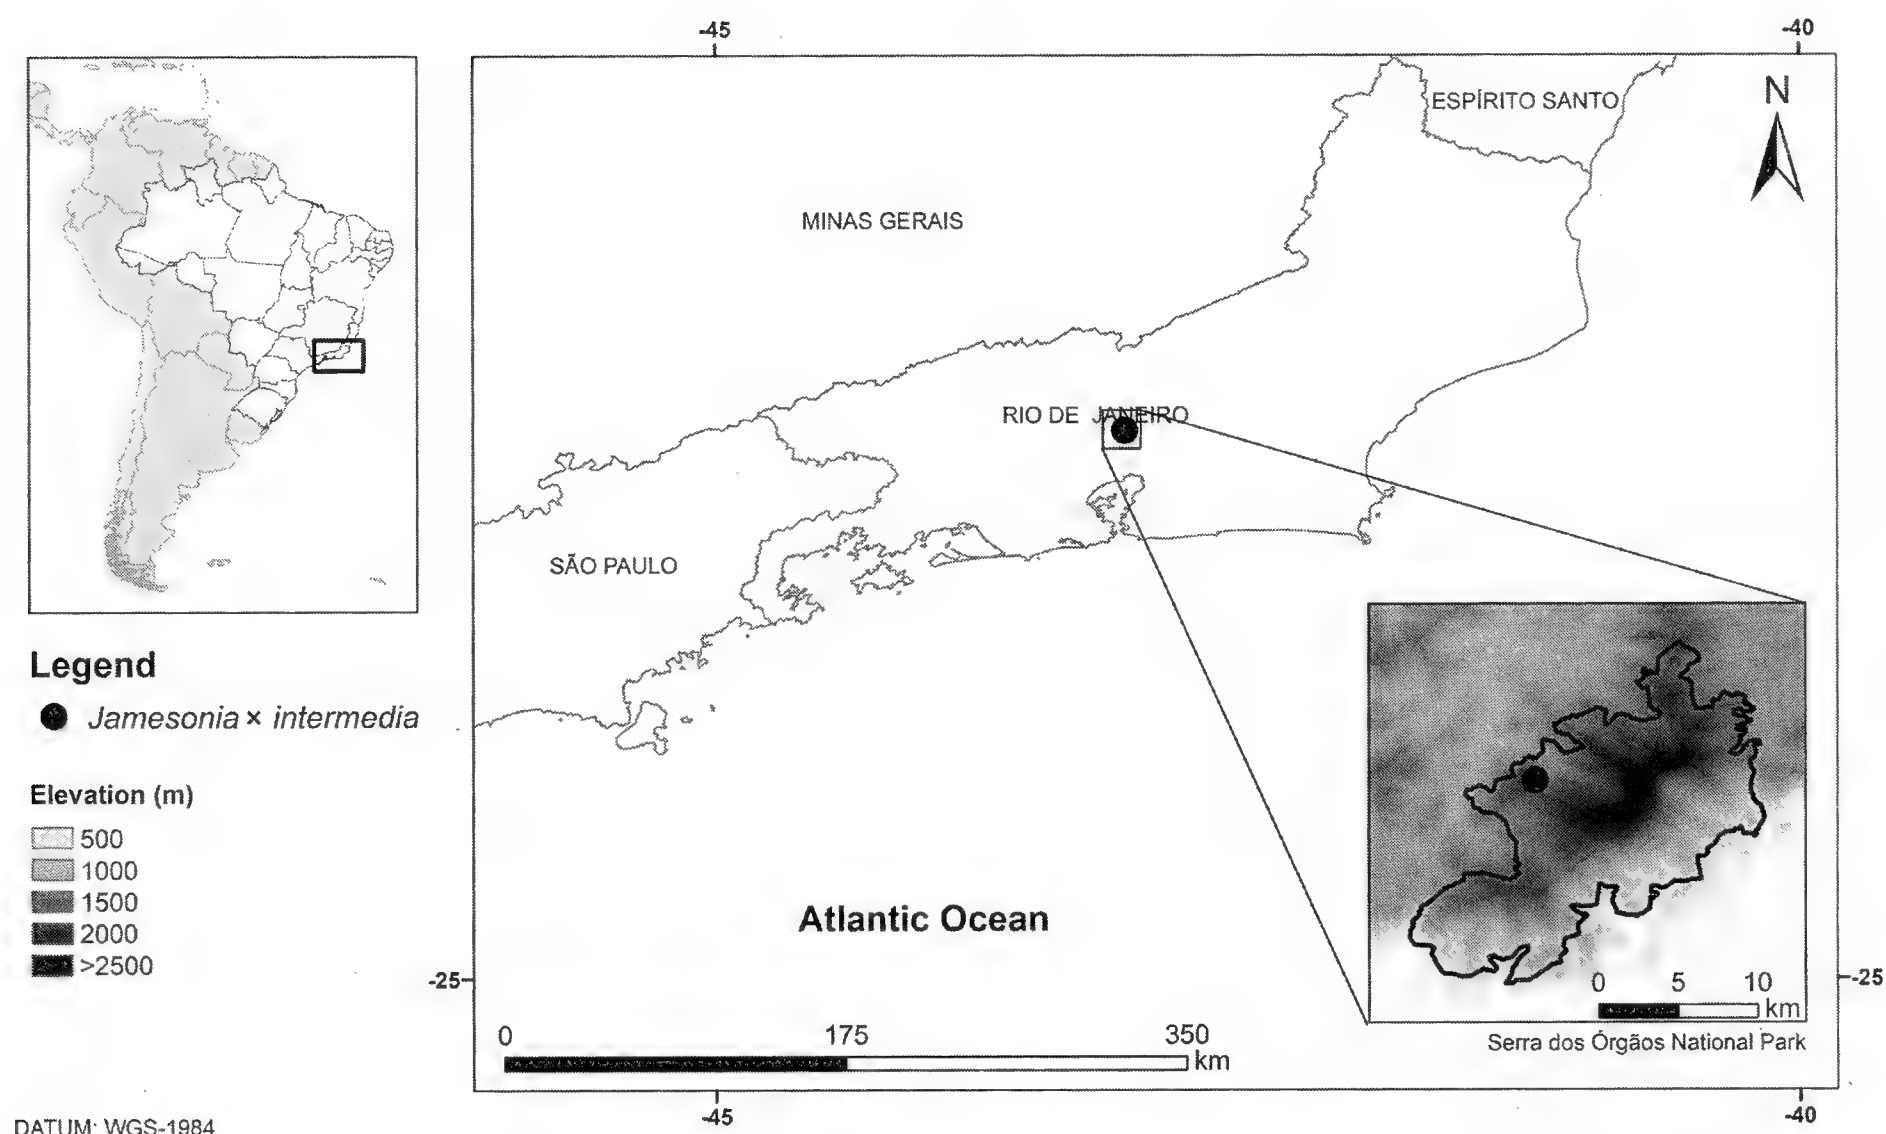 -45
-40
N
ESPÍRITO SANTO
MINAS GERAIS
RIO DE JANEIRO
SÃO PAULO
Legend
Jamesonia × intermedia
Elevation (m)
500
1000
1500
2000
>2500
Atlantic Ocean
-25
-25
0 5 10
km
Serra dos Órgãos National Park
0 175 350
km
-45
-40
DATUM: WGS-1984